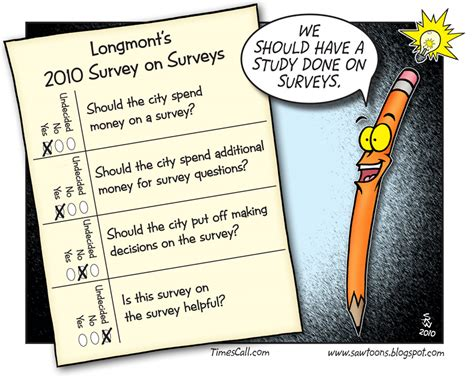 Longmont's
2010 Survey on Surveys
Yes
No
Undecided
Should the city spend
money on a survey?
Yes
No
Undecided
Should the city spend additional
money for survey questions?
Yes
No
Undecided
Should the city put off making
decisions on the survey?
Yes
No
Undecided
Is this survey on
the survey helpful?
WE
SHOULD HAVE A
STUDY DONE ON
SURVEYS.
2010
TimesCall.com
www.sawtoons.blogspot.com